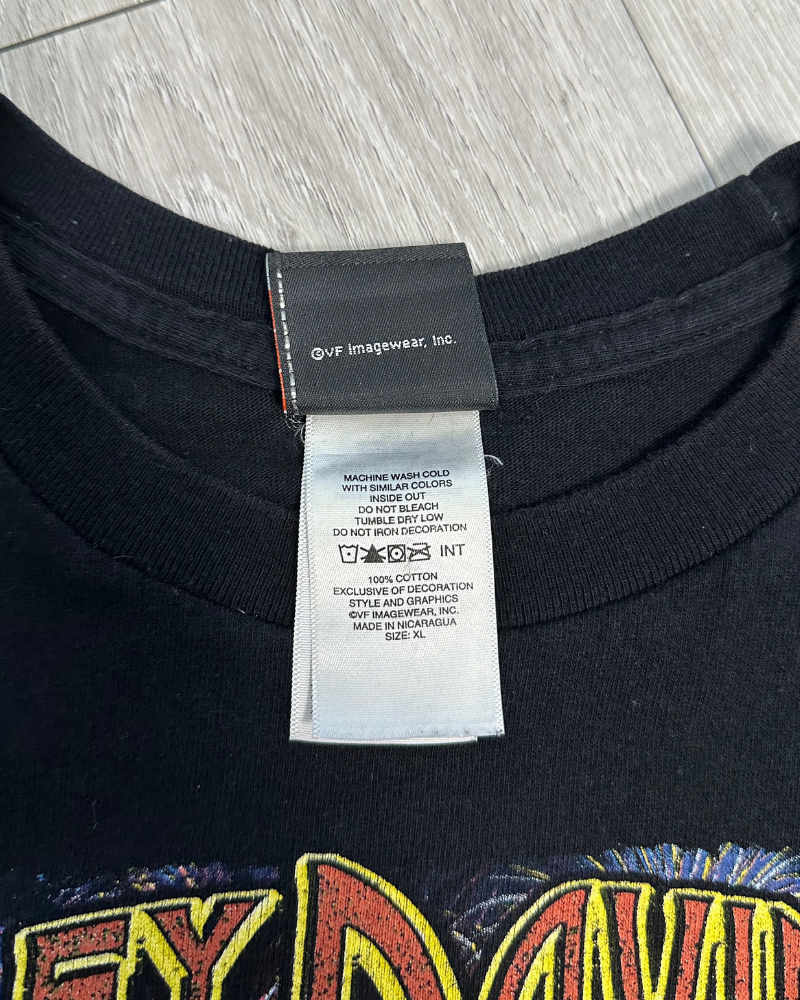 ©VF Imagewear, Inc.
MACHINE WASH COLD
WITH SIMILAR COLORS
INSIDE OUT
DO NOT BLEACH
TUMBLE DRY LOW
DO NOT IRON DECORATION
INT
100% COTTON
EXCLUSIVE OF DECORATION
STYLE AND GRAPHICS
©VF IMAGEWEAR, INC.
MADE IN NICARAGUA
SIZE: XL
EY DAVID